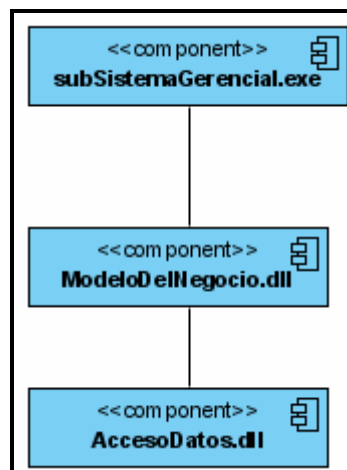 <<component>>
subSistemaGerencial.exe
<<component>>
ModeloDelNegocio.dll
<<component>>
AccesoDatos.dll